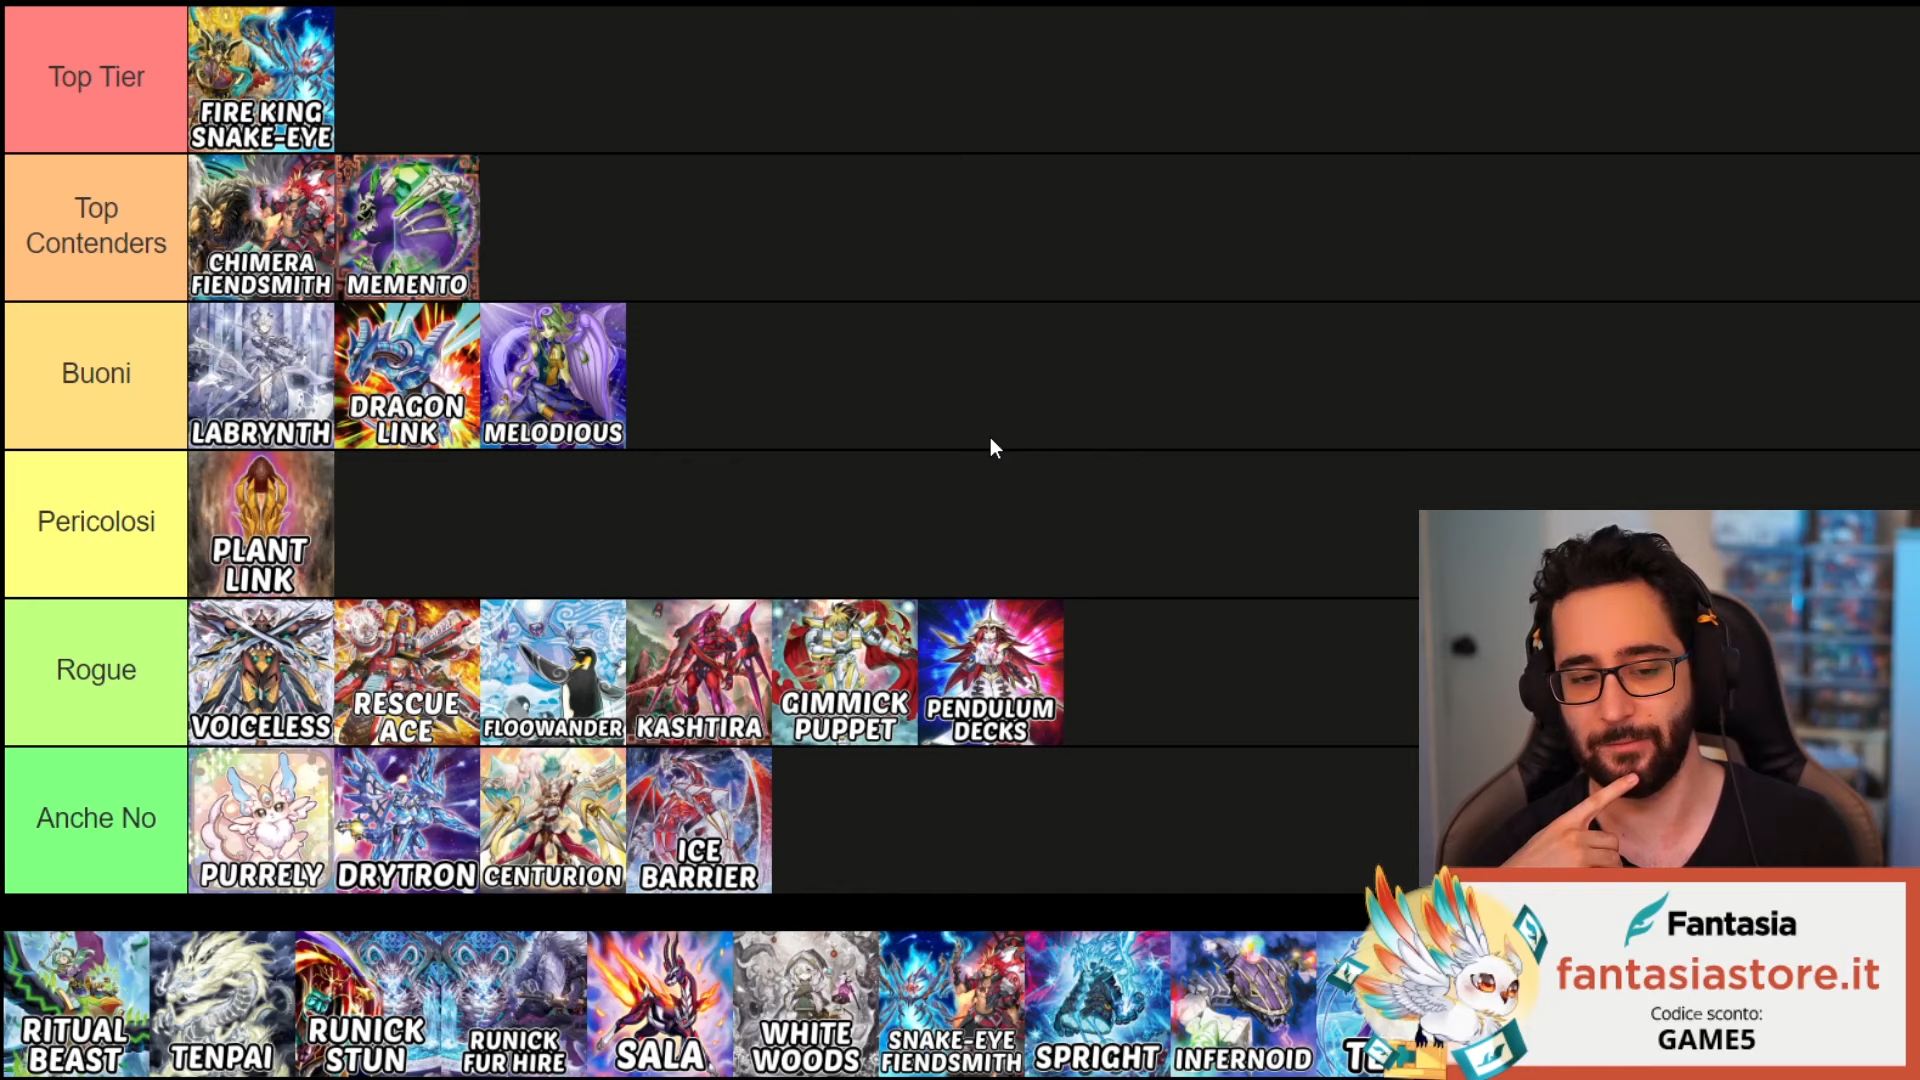 Top Tier
FIRE KING
SNAKE-EYE
Top
Contenders
CHIMERA
FIENDSMITH
MEMENTO
Buoni
LABRYNTH
DRAGON
LINK
MELODIOUS
Pericolosi
PLANT
LINK
Rogue
VOICELESS
RESCUE
ACE
FLOOWANDER
KASHTIRA
GIMMICK
PUPPET
PENDULUM
DECKS
Anche No
PURRELY
DRYTRON
CENTURION
ICE
BARRIER
RITUAL
BEAST
TENPAI
RUNICK
STUN
RUNICK
FUR HIRE
SALA
WHITE
WOODS
SNAKE-EYE
FIENDSMITH
SPRIGHT
INFERNOID
Fantasia
fantasiastore.it
Codice sconto:
GAME5